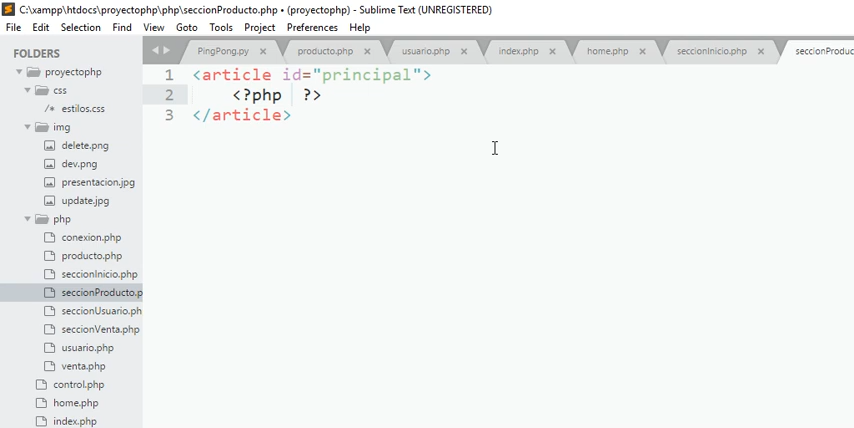 C:\xampp\htdocs\proyectophp\php\seccionProducto.php • (proyectophp) - Sublime Text (UNREGISTERED)
File Edit Selection Find View Goto Tools Project Preferences Help
FOLDERS
proyectophp
css
/* estilos.css
img
delete.png
dev.png
presentacion.jpg
update.jpg
php
conexion.php
producto.php
seccionInicio.php
seccionProducto.p
seccionUsuario.ph
seccionVenta.php
usuario.php
venta.php
control.php
home.php
index.php
PingPong.py × producto.php × usuario.php × index.php × home.php × seccionInicio.php × seccionProduc
1 <article id="principal">
2 <?php ?>
3 </article>